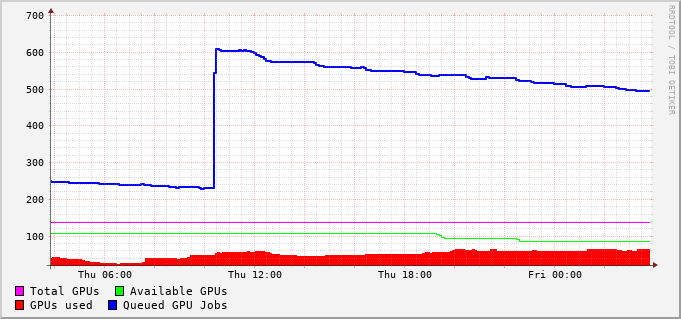 700
600
500
400
300
200
100
Thu 06:00 Thu 12:00 Thu 18:00 Fri 00:00
Total GPUs Available GPUs
GPUs used Queued GPU Jobs
RRDTOOL / TOBI OETIKER